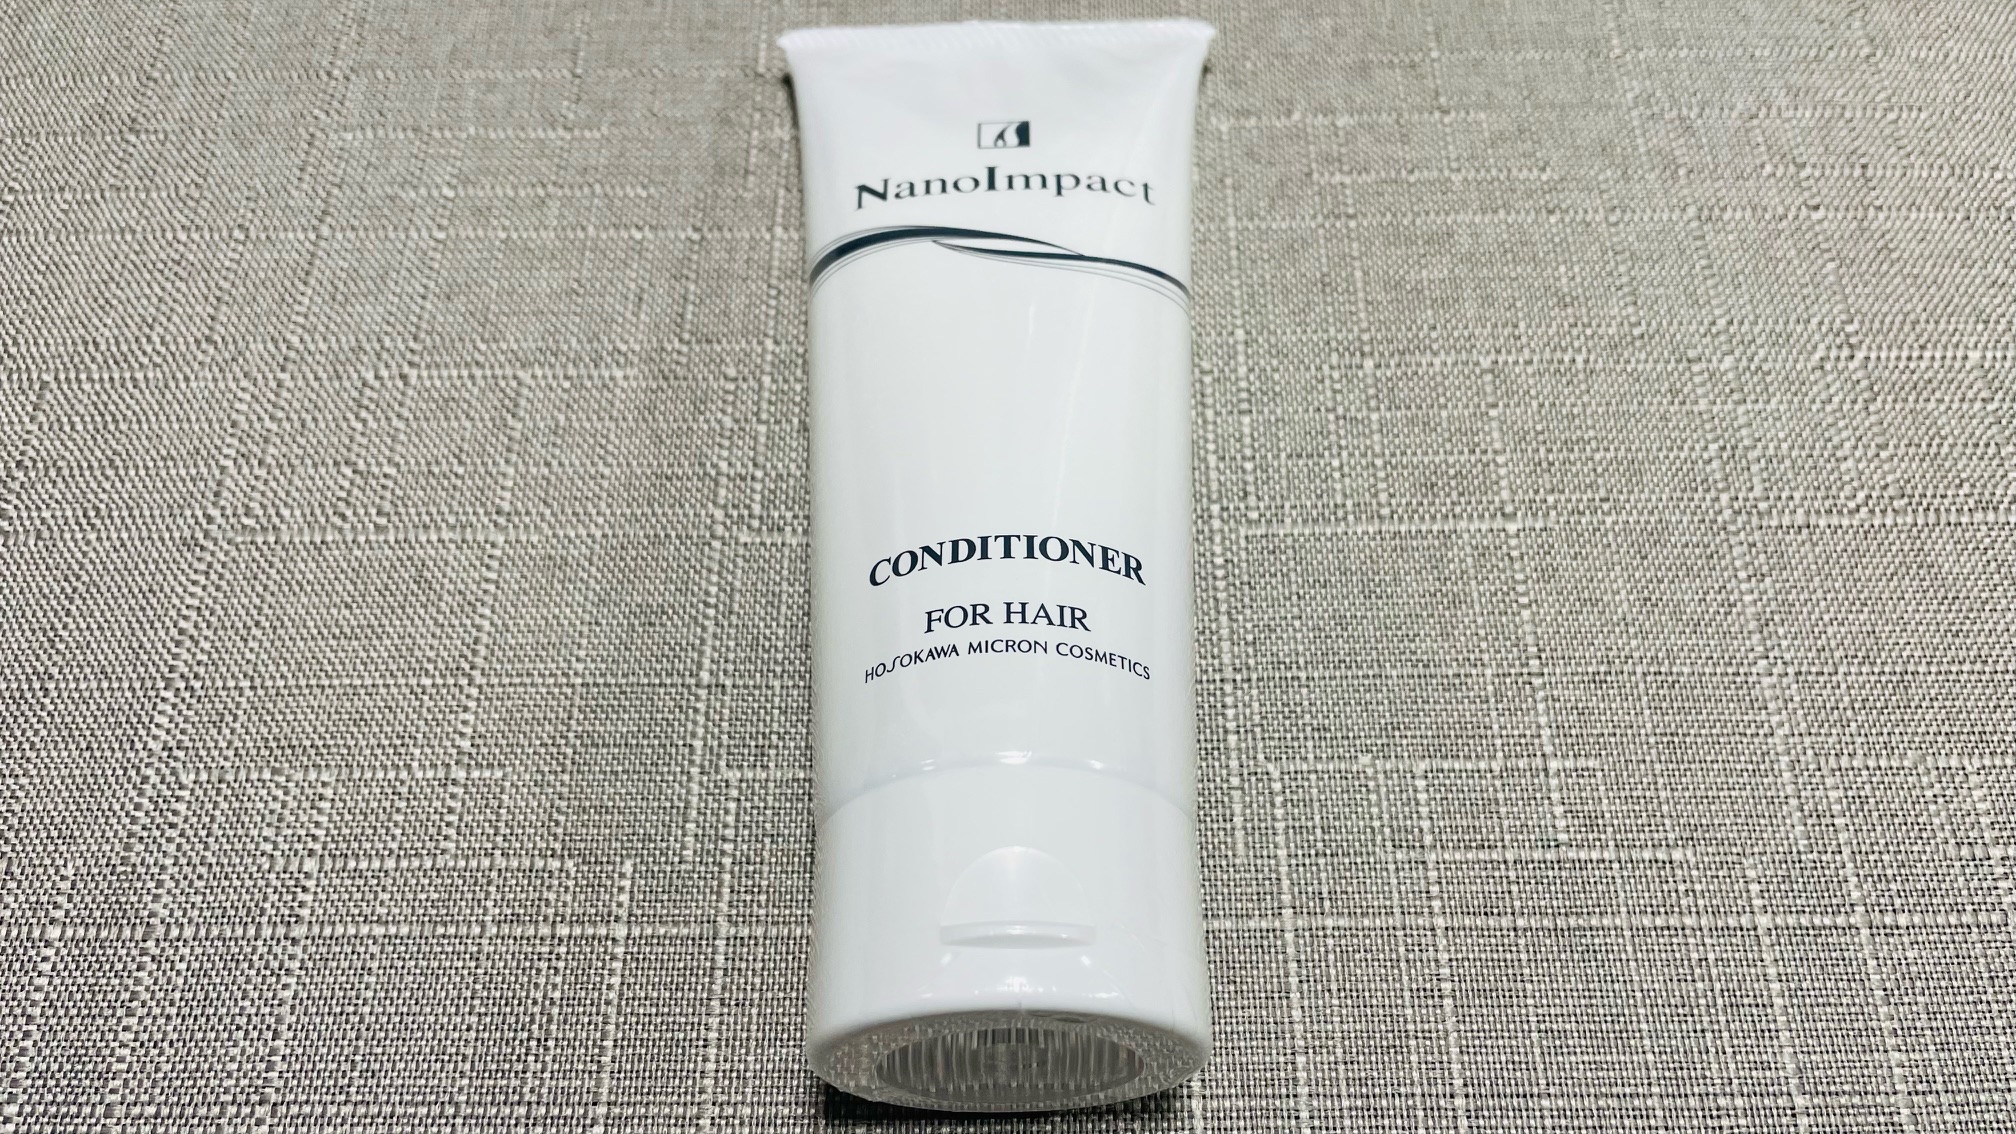 NanoImpact
CONDITIONER
FOR HAIR
HOSOKAWA MICRON COSMETICS